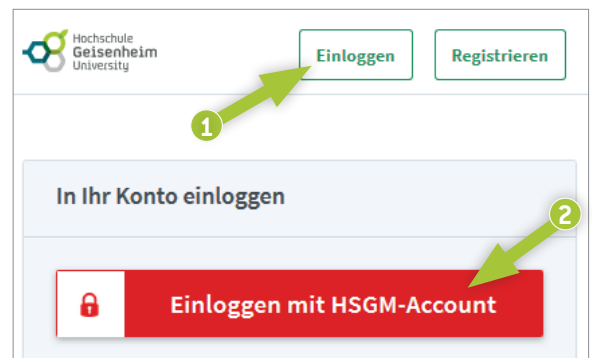 Hochschule
Geisenheim
University
Einloggen
Registrieren
1
In Ihr Konto einloggen
2
Einloggen mit HSGM-Account